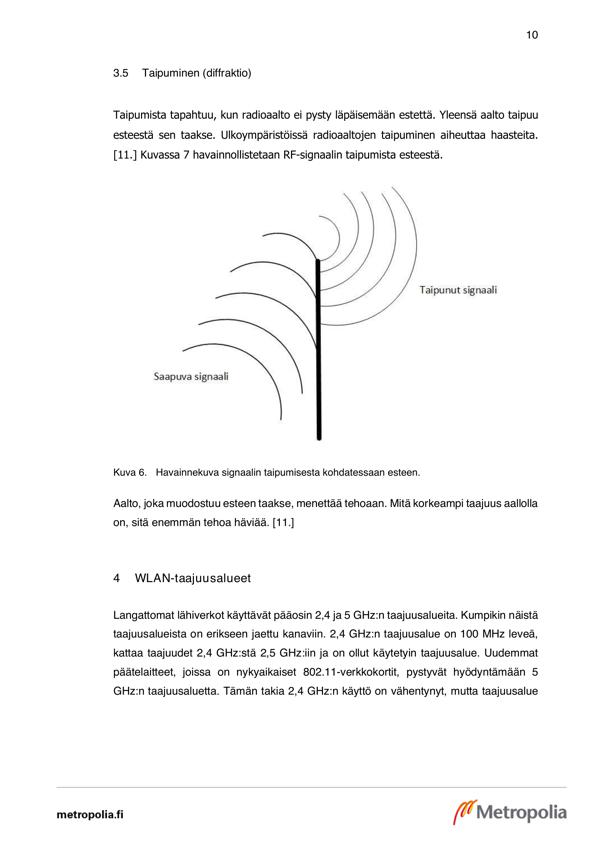 10
3.5 Taipuminen (diffraktio)
Taipumista tapahtuu, kun radioaalto ei pysty läpäisemään estettä. Yleensä aalto taipuu
esteestä sen taakse. Ulkoympäristöissä radioaaltojen taipuminen aiheuttaa haasteita.
[11.] Kuvassa 7 havainnollistetaan RF-signaalin taipumista esteestä.
Taipunut signaali
Saapuva signaali
Kuva 6. Havainnekuva signaalin taipumisesta kohdatessaan esteen.
Aalto, joka muodostuu esteen taakse, menettää tehoaan. Mitä korkeampi taajuus aallolla
on, sitä enemmän tehoa häviää. [11.]
4 WLAN-taajuusalueet
Langattomat lähiverkot käyttävät pääosin 2,4 ja 5 GHz:n taajuusalueita. Kumpikin näistä
taajuusalueista on erikseen jaettu kanaviin. 2,4 GHz:n taajuusalue on 100 MHz leveä,
kattaa taajuudet 2,4 GHz:stä 2,5 GHz:iin ja on ollut käytetyin taajuusalue. Uudemmat
päätelaitteet, joissa on nykyaikaiset 802.11-verkkokortit, pystyvät hyödyntämään 5
GHz:n taajuusaluetta. Tämän takia 2,4 GHz:n käyttö on vähentynyt, mutta taajuusalue
metropolia.fi
Metropolia